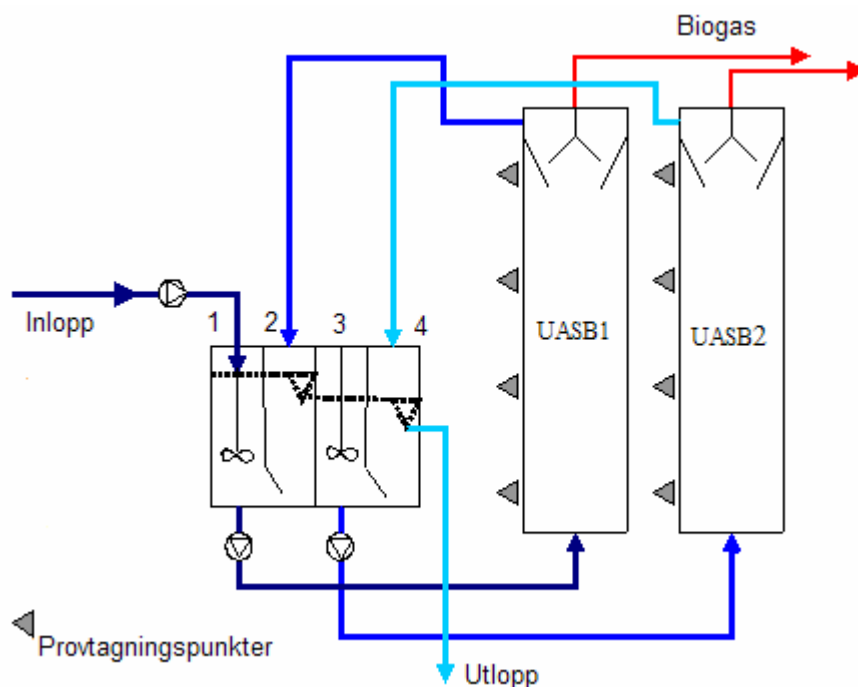 Biogas
Inlopp
1 2 3 4
UASB1
UASB2
Provtagningspunkter
Utlopp